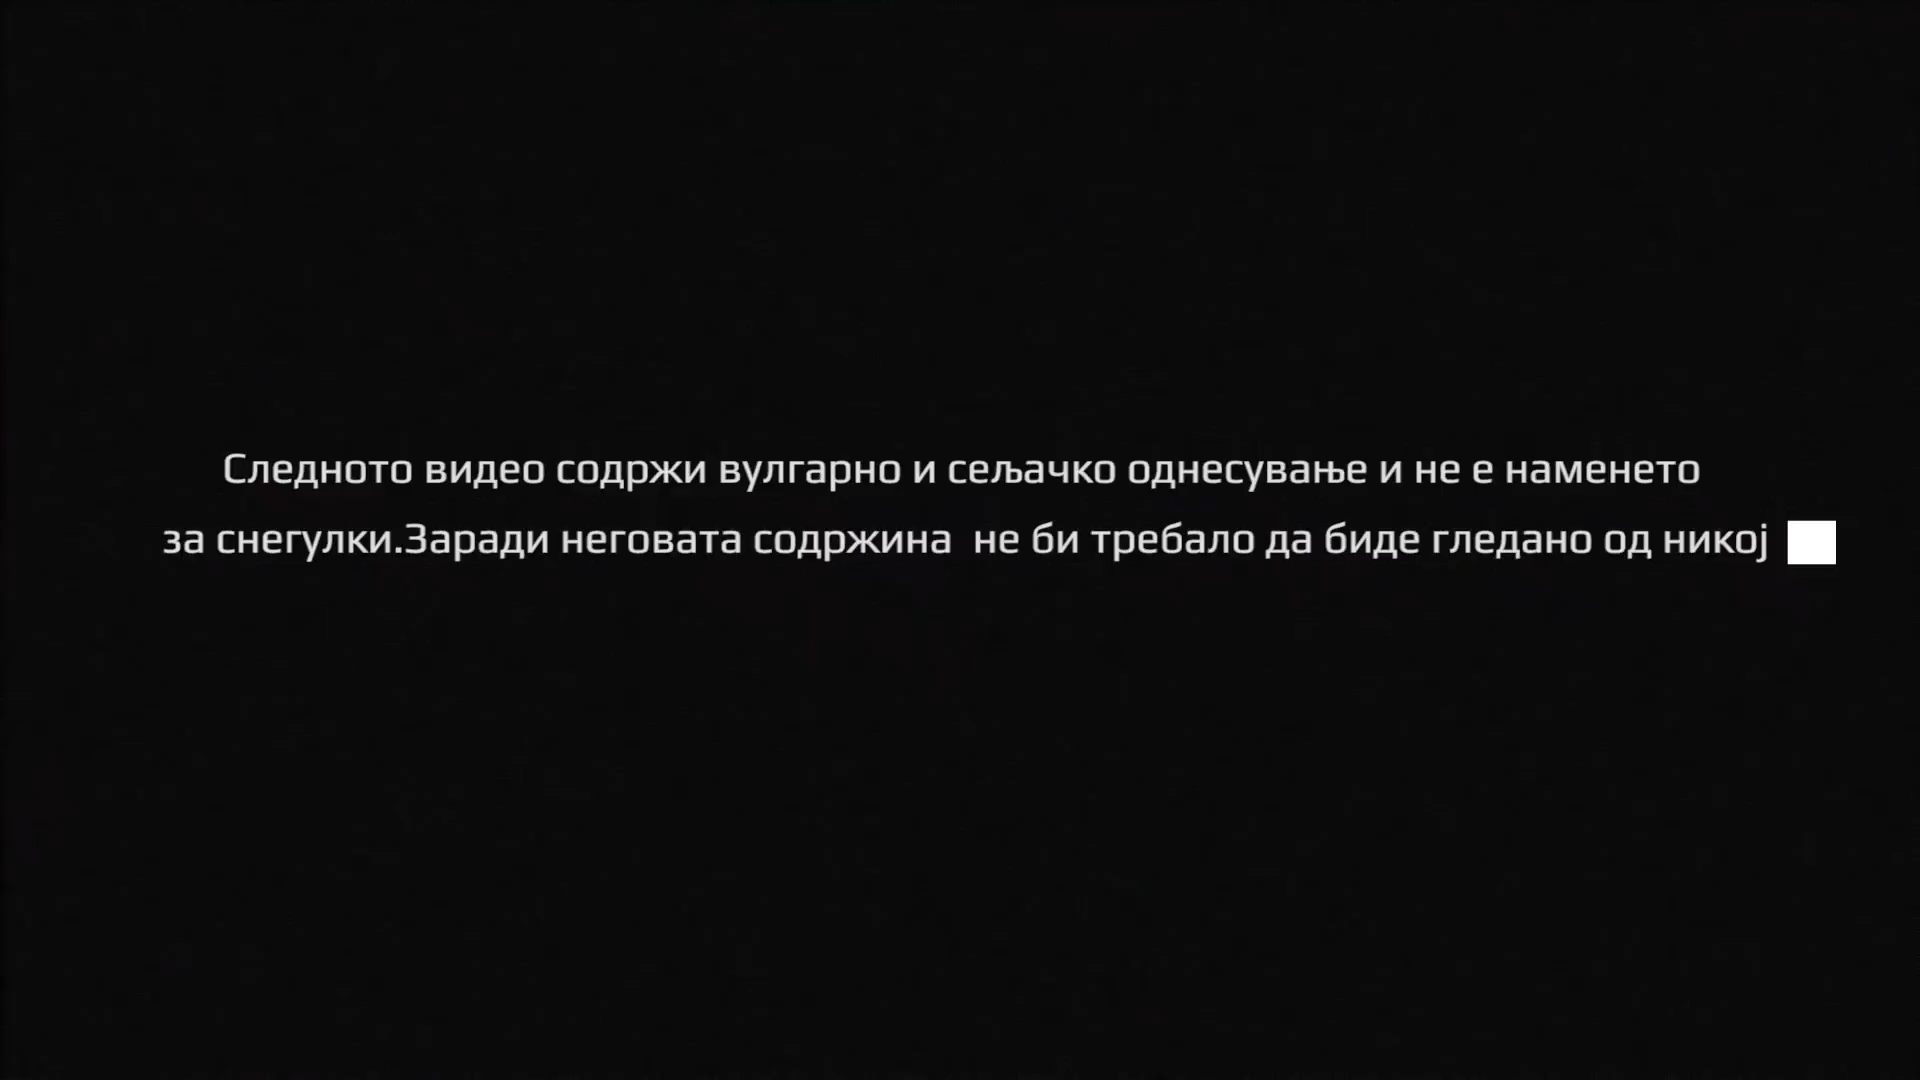 Следното видео содржи вулгарно и сељачко однесување и не е наменето
за снегулки.Заради неговата содржина  не би требало да биде гледано од никој